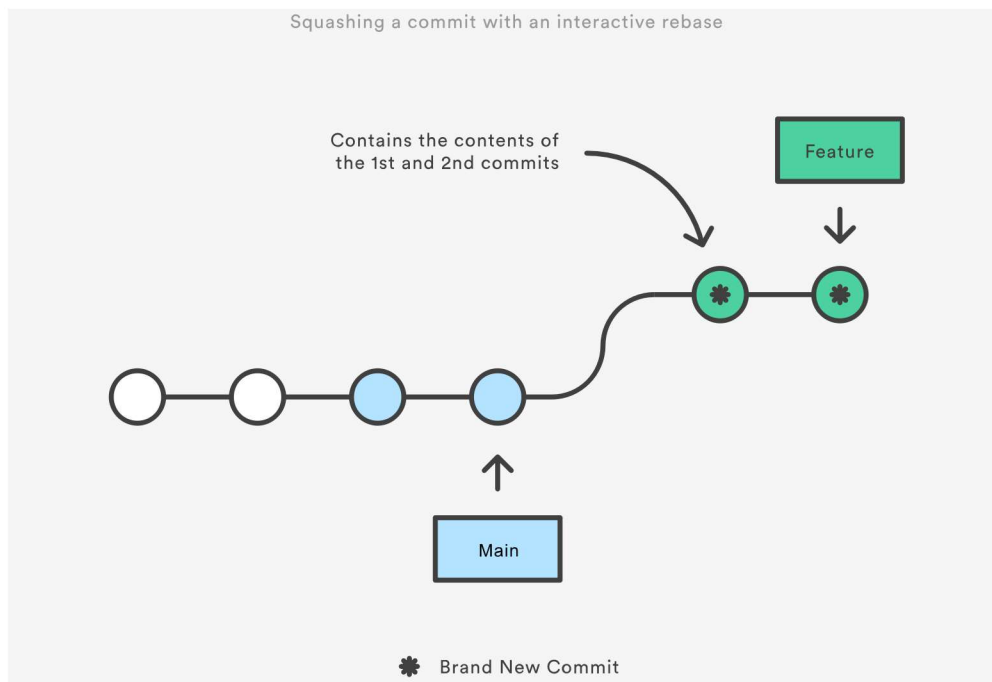 Squashing a commit with an interactive rebase
Contains the contents of
the 1st and 2nd commits
Feature
Main
Brand New Commit